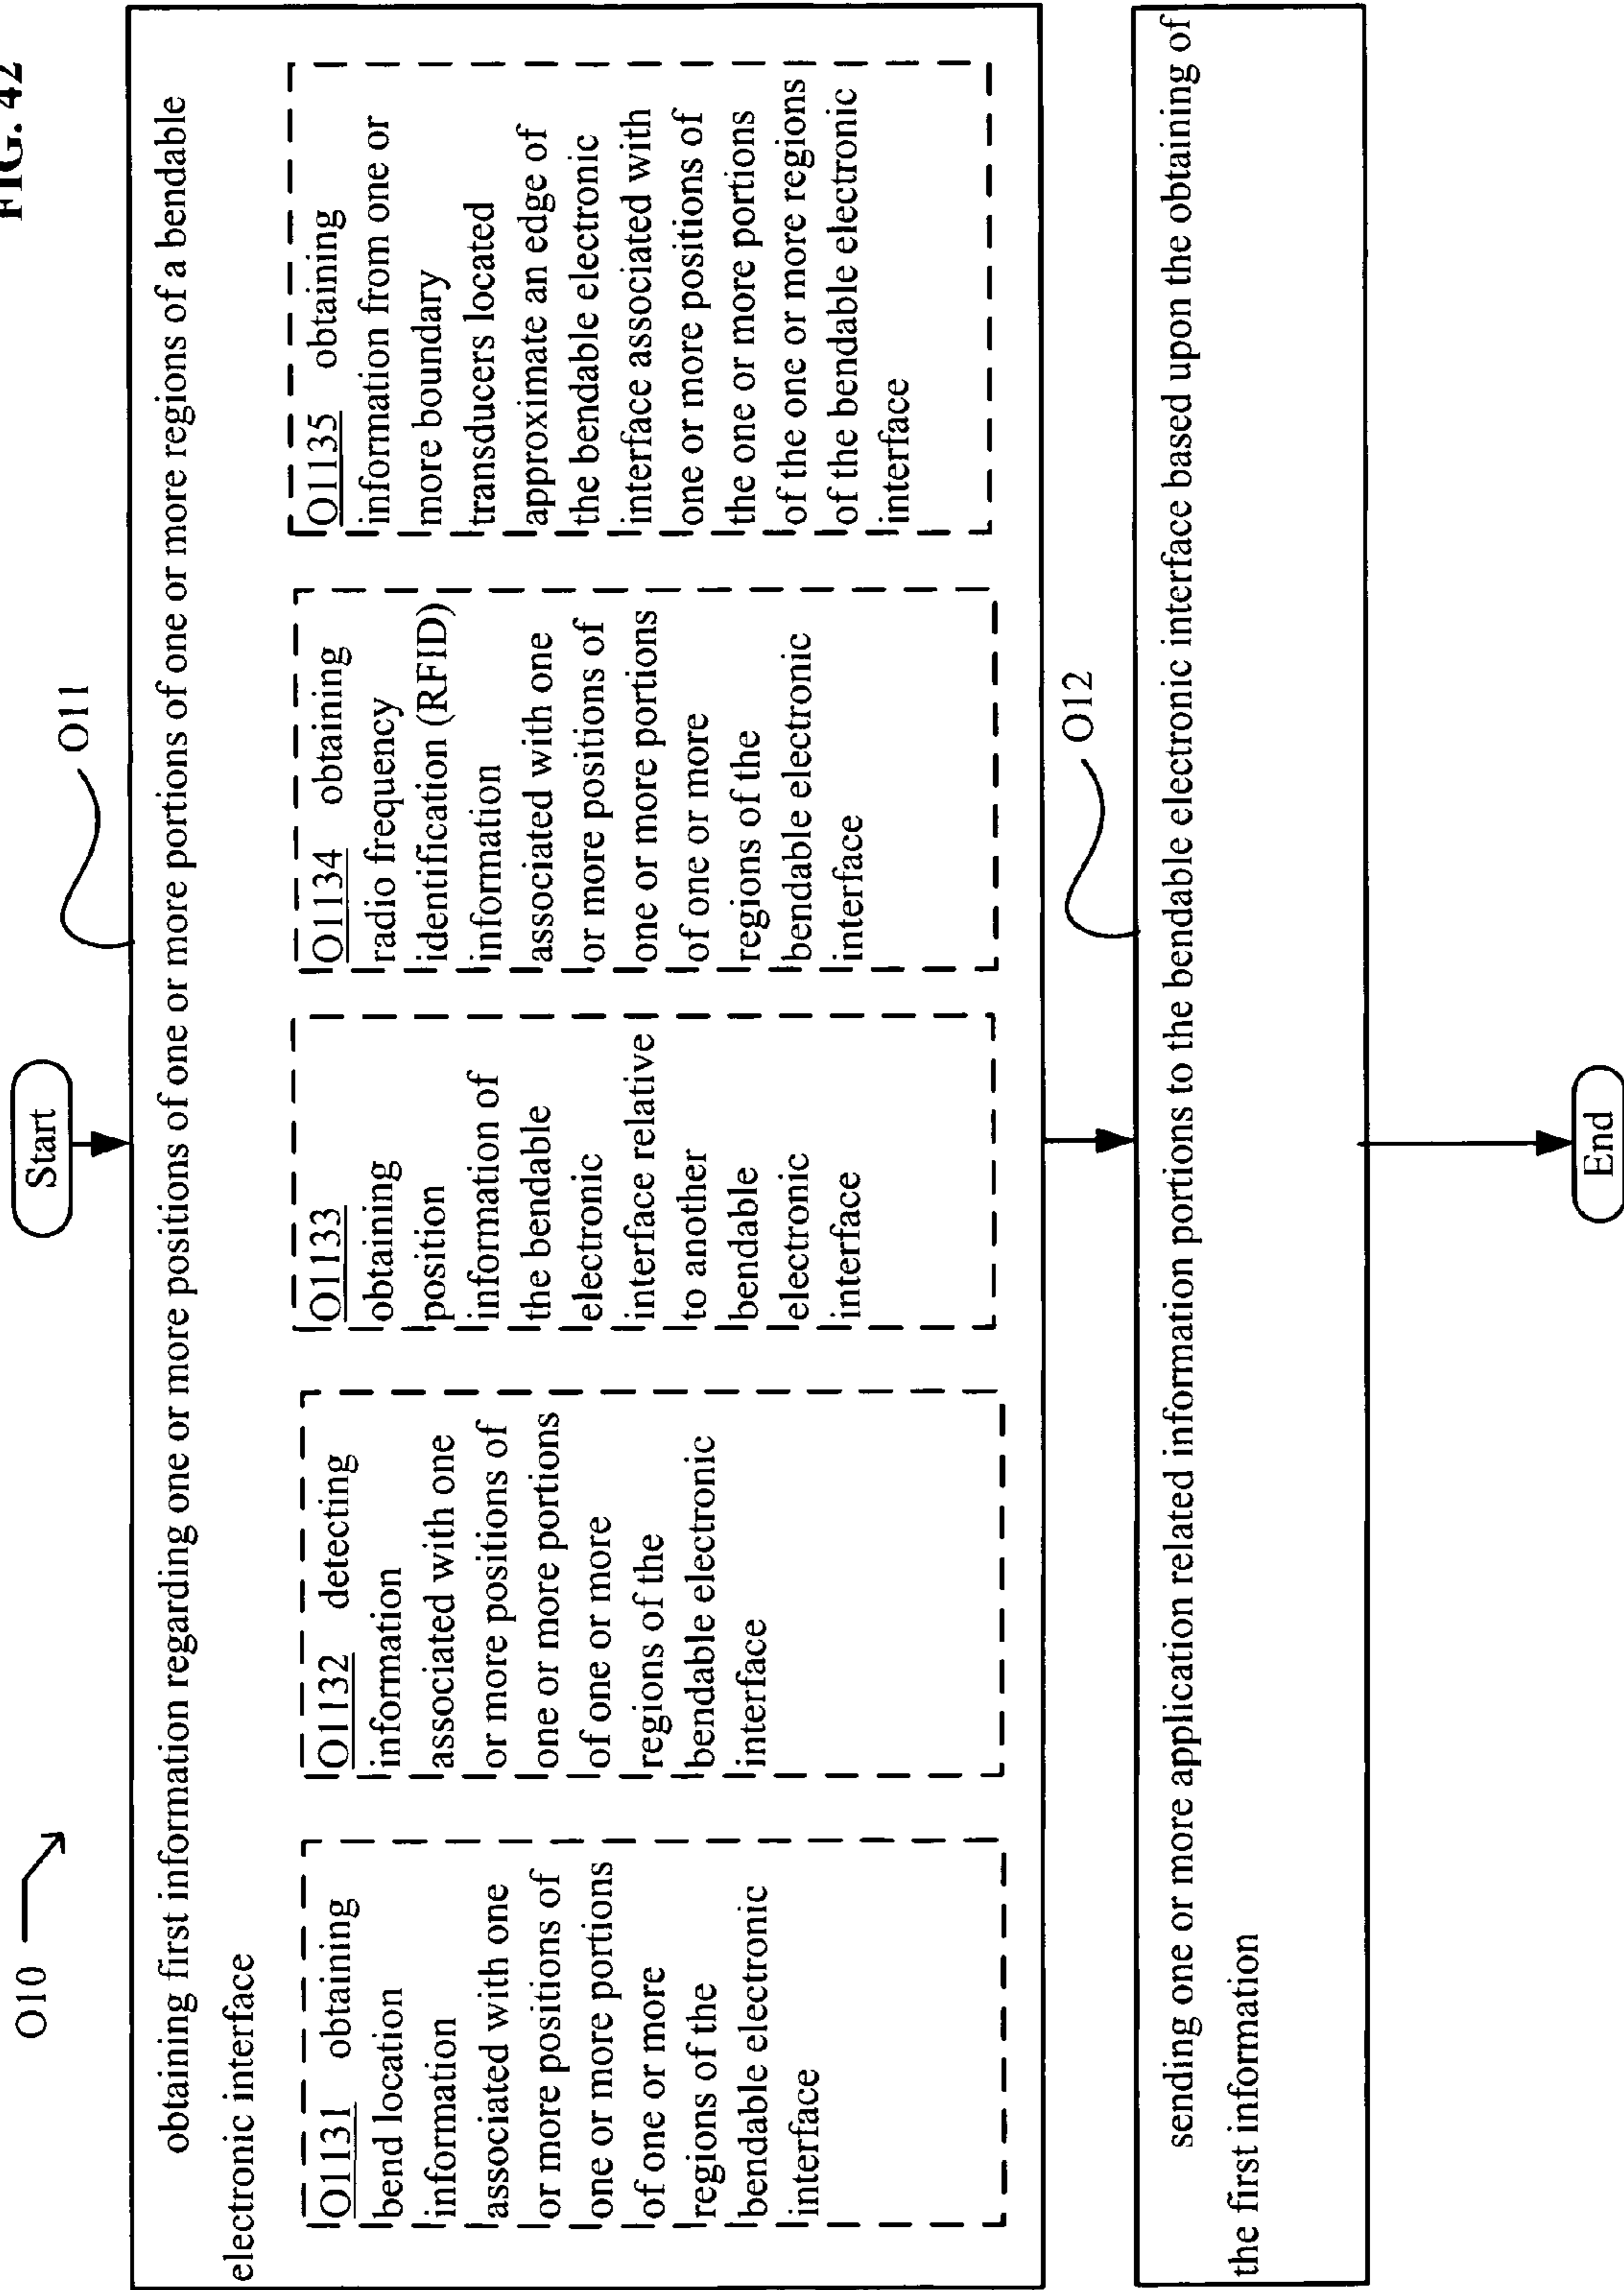 FIG. 42
O10
Start
O11
obtaining first information regarding one or more positions of one or more portions of one or more regions of a bendable
electronic interface
O1131 obtaining
bend location
information
associated with one
or more positions of
one or more portions
of one or more
regions of the
bendable electronic
interface
O1132 detecting
information
associated with one
or more positions of
one or more portions
of one or more
regions of the
bendable electronic
interface
O1133
obtaining
position
information of
the bendable
electronic
interface relative
to another
bendable
electronic
interface
O1134 obtaining
radio frequency
identification (RFID)
information
associated with one
or more positions of
one or more portions
of one or more
regions of the
bendable electronic
interface
O1135 obtaining
information from one or
more boundary
transducers located
approximate an edge of
the bendable electronic
interface associated with
one or more positions of
the one or more portions
of the one or more regions
of the bendable electronic
interface
O12
sending one or more application related information portions to the bendable electronic interface based upon the obtaining of
the first information
End